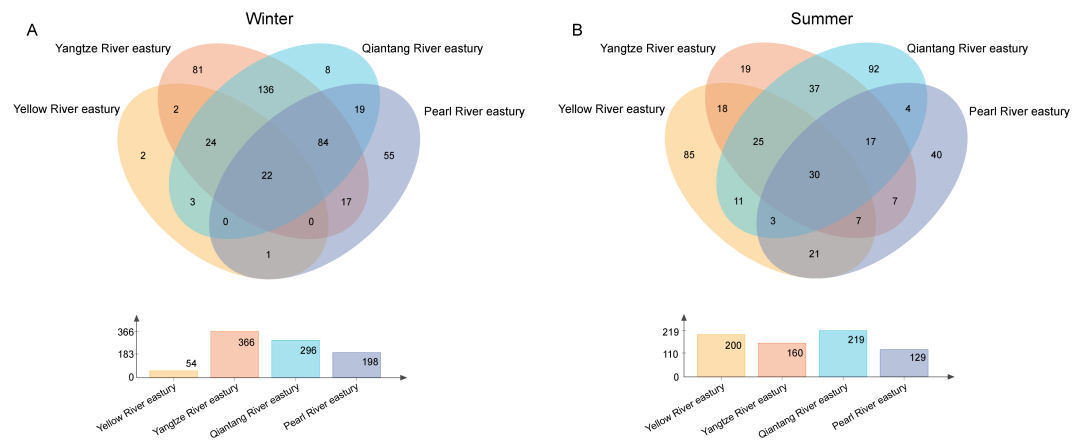 A
Winter
Yangtze River eastury
Qiantang River eastury
Yellow River eastury
Pearl River eastury
81
8
136
2
19
24
84
2
55
22
3
17
0
0
1
366
183
0
54
366
296
198
Yellow River eastury
Yangtze River eastury
Qiantang River eastury
Pearl River eastury
B
Summer
Yangtze River eastury
Qiantang River eastury
Yellow River eastury
Pearl River eastury
19
92
37
18
4
25
17
85
40
30
11
7
3
7
21
219
110
0
200
160
219
129
Yellow River eastury
Yangtze River eastury
Qiantang River eastury
Pearl River eastury